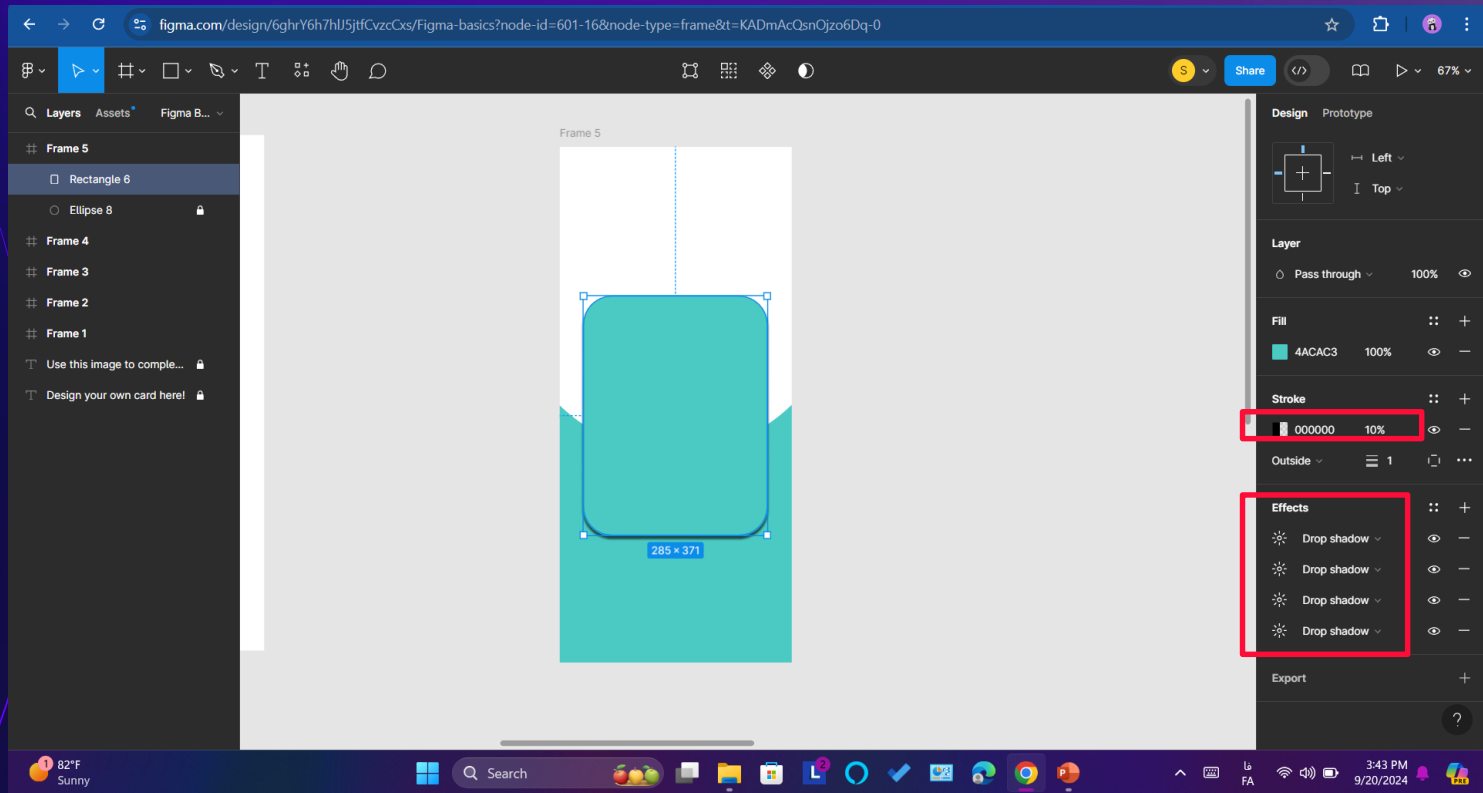 figma.com/design/6ghrY6h7hlJ5jtfCvzcCxs/Figma-basics?node-id=601-16&node-type=frame&t=KADmAcQsnOjzo6Dq-0
S Share 67%
Layers Assets Figma B...
Frame 5
Rectangle 6
Ellipse 8
Frame 4
Frame 3
Frame 2
Frame 1
Use this image to comple...
Design your own card here!
Frame 5
285 × 371
Design Prototype
Left
Top
Layer
Pass through 100%
Fill
4ACAC3 100%
Stroke
000000 10%
Outside 1
Effects
Drop shadow
Drop shadow
Drop shadow
Drop shadow
Export
?
1
82°F
Sunny
Search
L 2
P
فا
FA
3:43 PM
9/20/2024
PRE